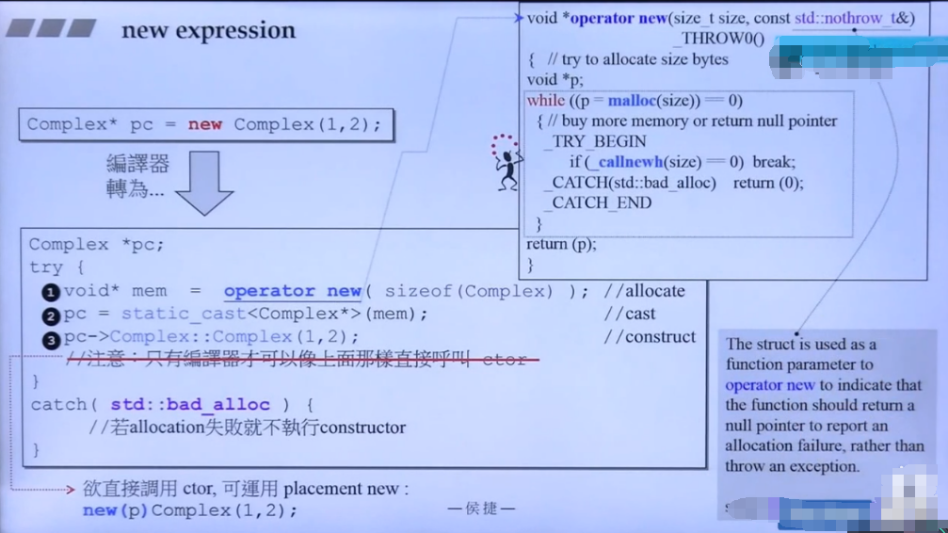 new expression
Complex* pc = new Complex(1,2);
編譯器
轉為...
Complex *pc;
try {
❶ void* mem = operator new( sizeof(Complex) ); //allocate
❷ pc = static_cast<Complex*>(mem); //cast
❸ pc->Complex::Complex(1,2); //construct
//注意：只有編譯器才可以像上面那樣直接呼叫 ctor
}
catch( std::bad_alloc ) {
//若allocation失敗就不執行constructor
}
欲直接調用 ctor, 可運用 placement new :
new(p)Complex(1,2);
—侯捷—
void *operator new(size_t size, const std::nothrow_t&)
_THROW0()
{ // try to allocate size bytes
void *p;
while ((p = malloc(size)) == 0)
{ // buy more memory or return null pointer
_TRY_BEGIN
if (_callnewh(size) == 0) break;
_CATCH(std::bad_alloc) return (0);
_CATCH_END
}
return (p);
}
The struct is used as a
function parameter to
operator new to indicate that
the function should return a
null pointer to report an
allocation failure, rather than
throw an exception.